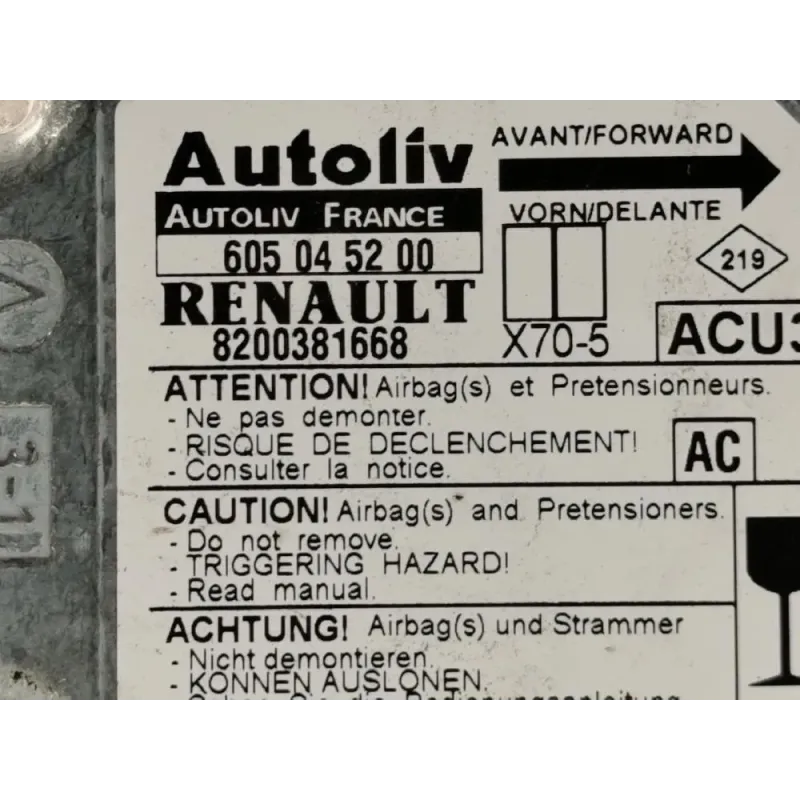 Autoliv
AUTOLIV FRANCE
605 04 52 00
RENAULT
8200381668
AVANT/FORWARD
VORN/DELANTE
219
X70-5
ACU3
ATTENTION! Airbag(s) et Pretensionneurs.
- Ne pas demonter.
- RISQUE DE DECLENCHEMENT!
- Consulter la notice.
AC
CAUTION! Airbag(s) and Pretensioners.
- Do not remove.
- TRIGGERING HAZARD!
- Read manual.
ACHTUNG! Airbag(s) und Strammer
- Nicht demontieren.
- KONNEN AUSLONEN.